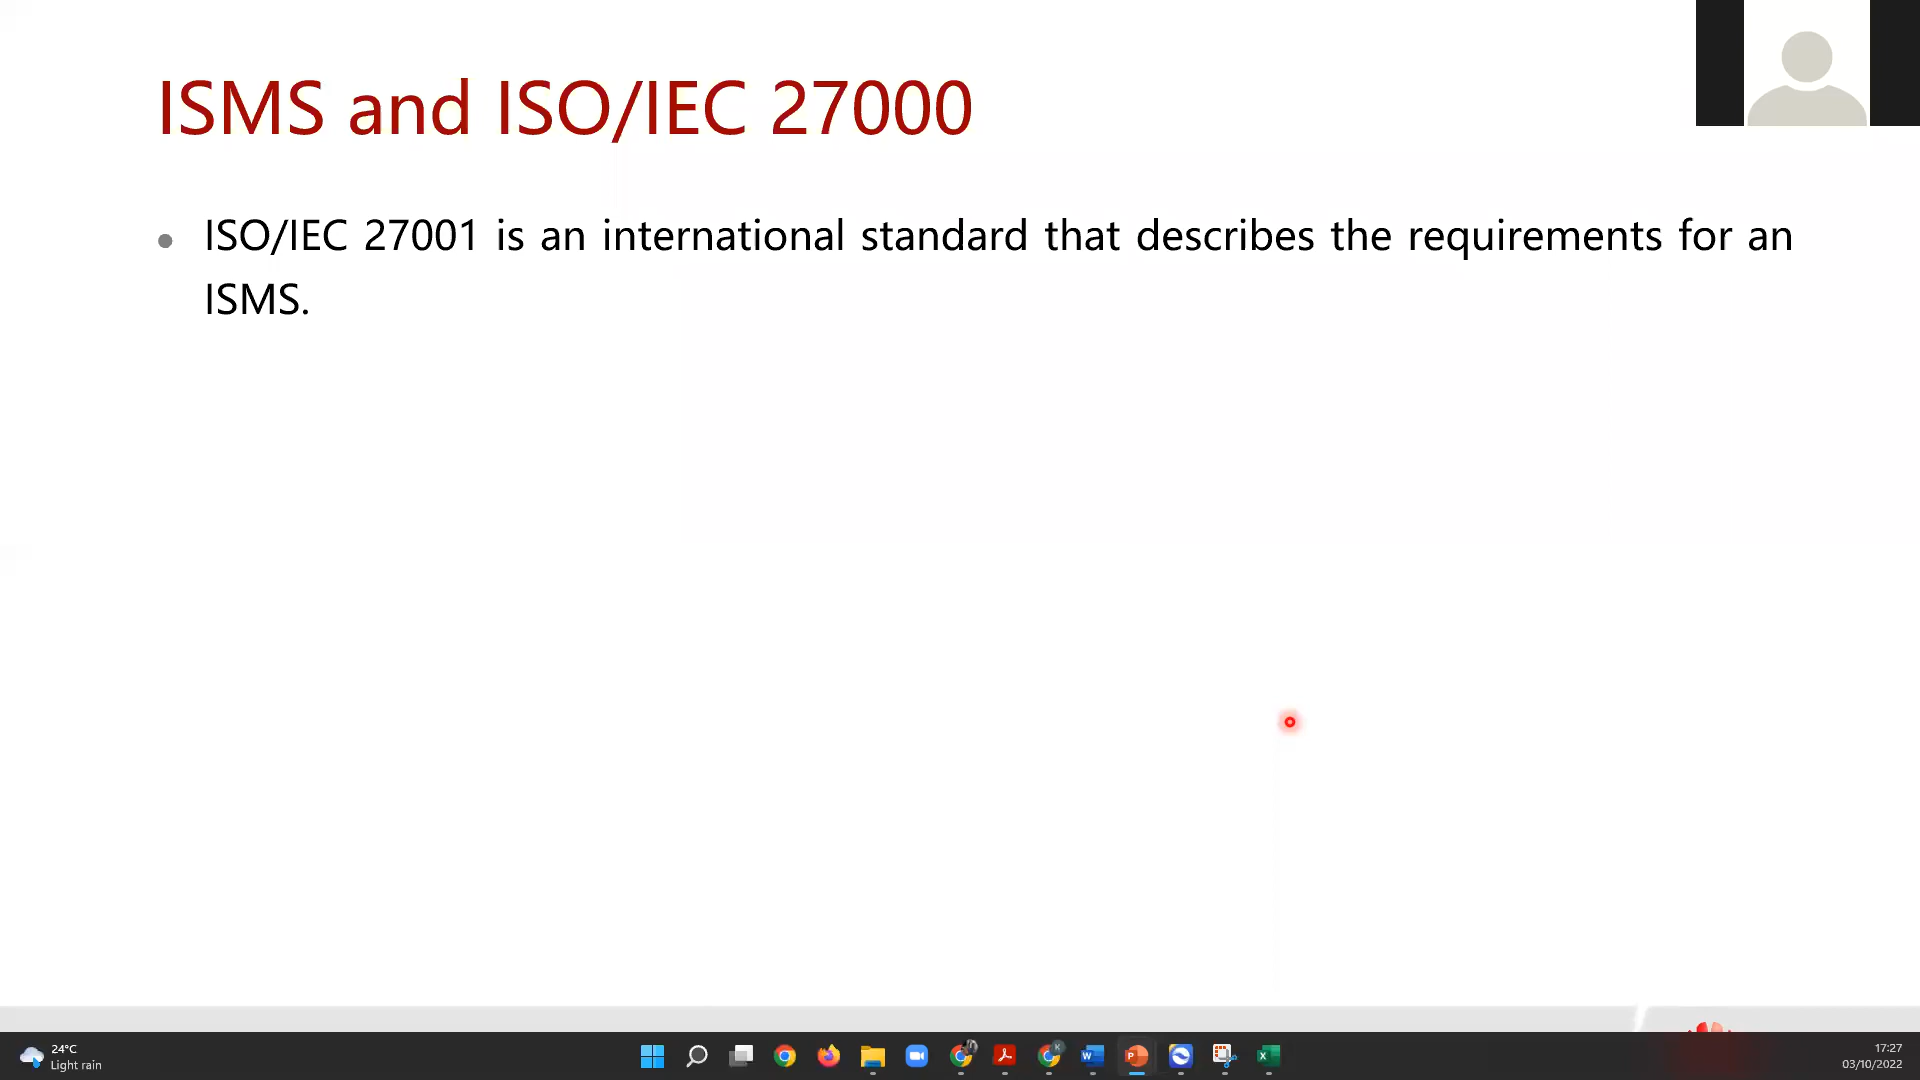 ISMS and ISO/IEC 27000
• ISO/IEC 27001 is an international standard that describes the requirements for an
ISMS.
24°C
Light rain
17:27
03/10/2022